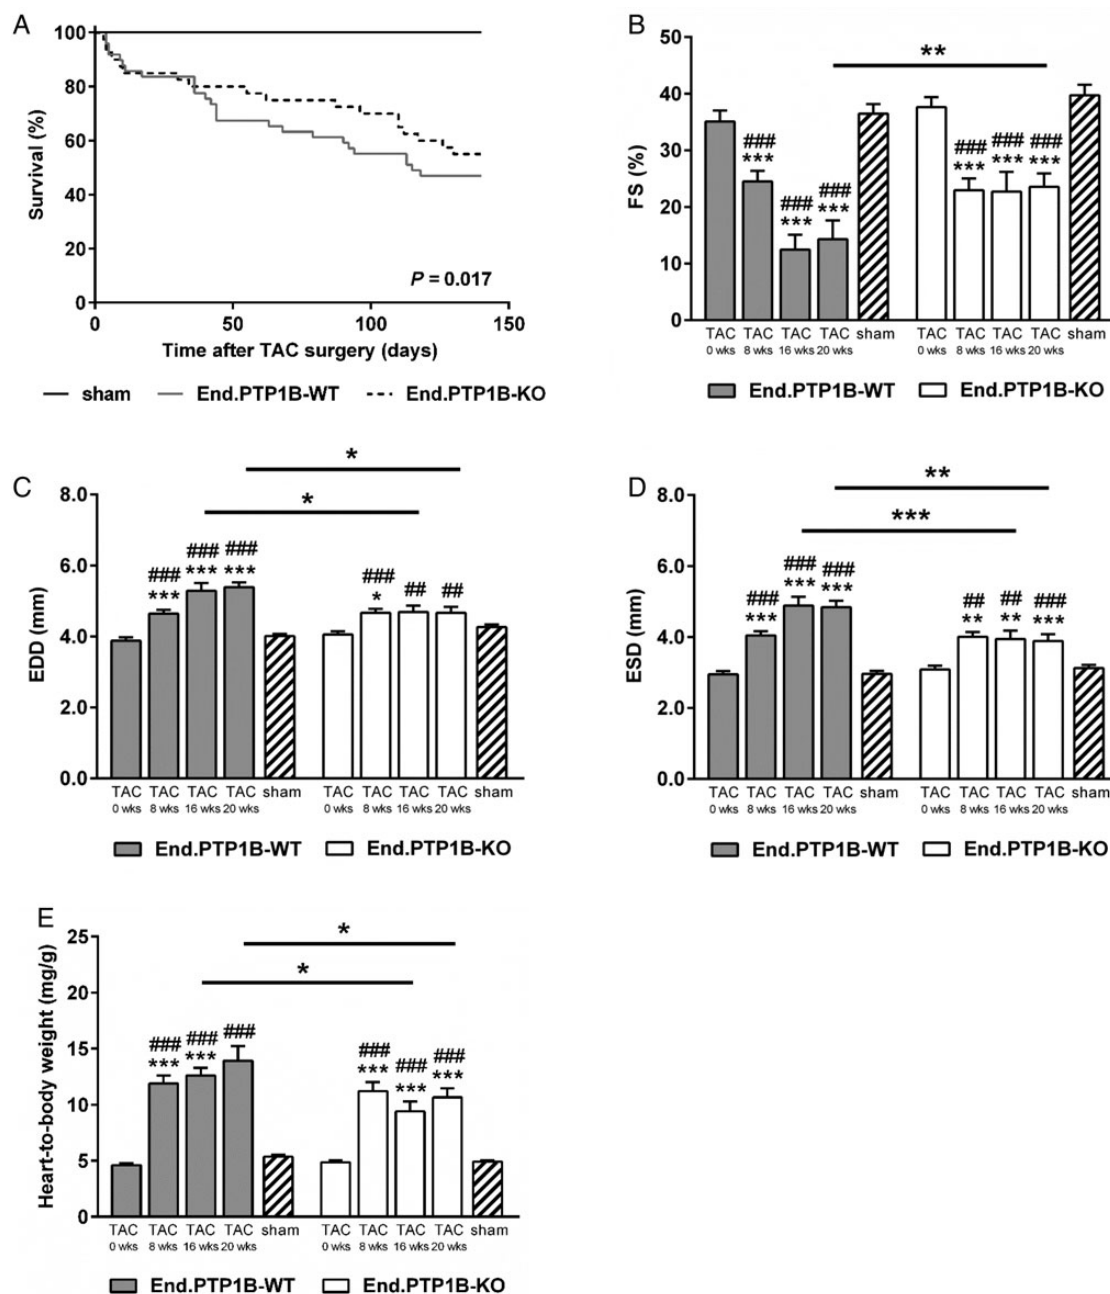 A
100
80
60
40
20
0
Survival (%)
P = 0.017
0 50 100 150
Time after TAC surgery (days)
sham End.PTP1B-WT End.PTP1B-KO
B
50
40
30
20
10
0
FS (%)
**
### ### ### ### ### ###
*** *** *** *** *** ***
TAC TAC TAC TAC sham TAC TAC TAC TAC sham
0 wks 8 wks 16 wks 20 wks 0 wks 8 wks 16 wks 20 wks
End.PTP1B-WT End.PTP1B-KO
C
8.0
6.0
4.0
2.0
0.0
EDD (mm)
*
*
### ### ### ### ## ##
*** *** *** *
TAC TAC TAC TAC sham TAC TAC TAC TAC sham
0 wks 8 wks 16 wks 20 wks 0 wks 8 wks 16 wks 20 wks
End.PTP1B-WT End.PTP1B-KO
D
8.0
6.0
4.0
2.0
0.0
ESD (mm)
**
***
### ### ### ## ## ###
*** *** *** ** ** ***
TAC TAC TAC TAC sham TAC TAC TAC TAC sham
0 wks 8 wks 16 wks 20 wks 0 wks 8 wks 16 wks 20 wks
End.PTP1B-WT End.PTP1B-KO
E
25
20
15
10
5
0
Heart-to-body weight (mg/g)
*
*
### ### ### ### ### ###
*** *** *** *** ***
TAC TAC TAC TAC sham TAC TAC TAC TAC sham
0 wks 8 wks 16 wks 20 wks 0 wks 8 wks 16 wks 20 wks
End.PTP1B-WT End.PTP1B-KO